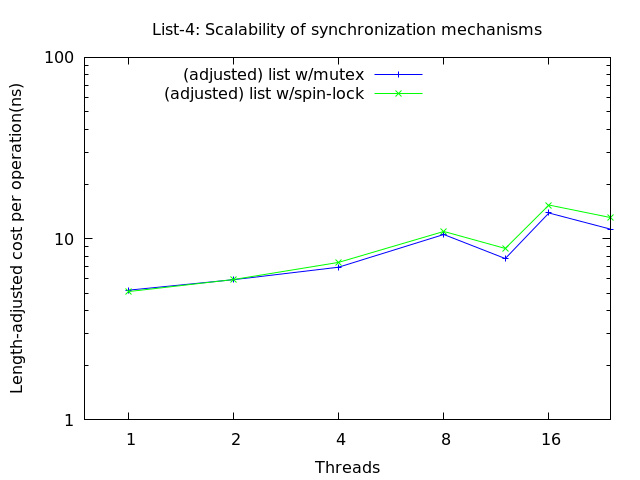 List-4: Scalability of synchronization mechanisms
100
(adjusted) list w/mutex
(adjusted) list w/spin-lock
Length-adjusted cost per operation(ns)
10
1
1 2 4 8 16
Threads